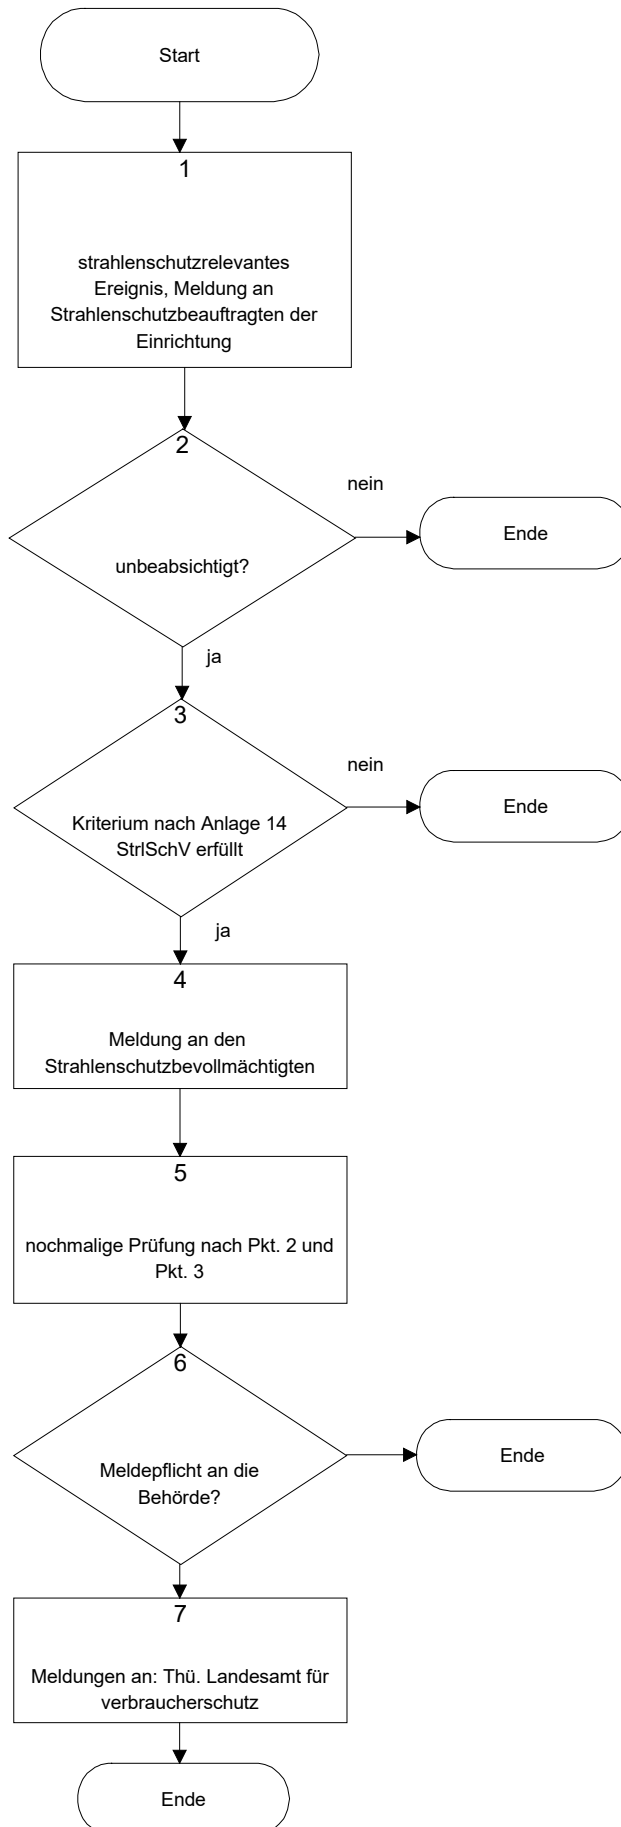 Start
1
strahlenschutzrelevantes
Ereignis, Meldung an
Strahlenschutzbeauftragten der
Einrichtung
2
unbeabsichtigt?
nein
Ende
ja
3
Kriterium nach Anlage 14
StrlSchV erfüllt
nein
Ende
ja
4
Meldung an den
Strahlenschutzbevollmächtigten
5
nochmalige Prüfung nach Pkt. 2 und
Pkt. 3
6
Meldepflicht an die
Behörde?
Ende
7
Meldungen an: Thü. Landesamt für
verbraucherschutz
Ende